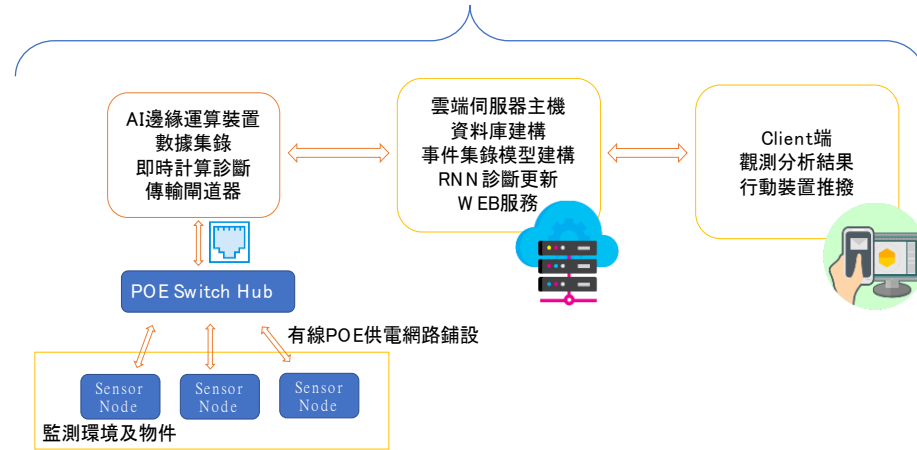 AI邊緣運算裝置
數據集錄
即時計算診斷
傳輸閘道器
雲端伺服器主機
資料庫建構
事件集錄模型建構
RNN診斷更新
WEB服務
Client端
觀測分析結果
行動裝置推撥
POE Switch Hub
有線POE供電網路鋪設
Sensor
Node
Sensor
Node
Sensor
Node
監測環境及物件